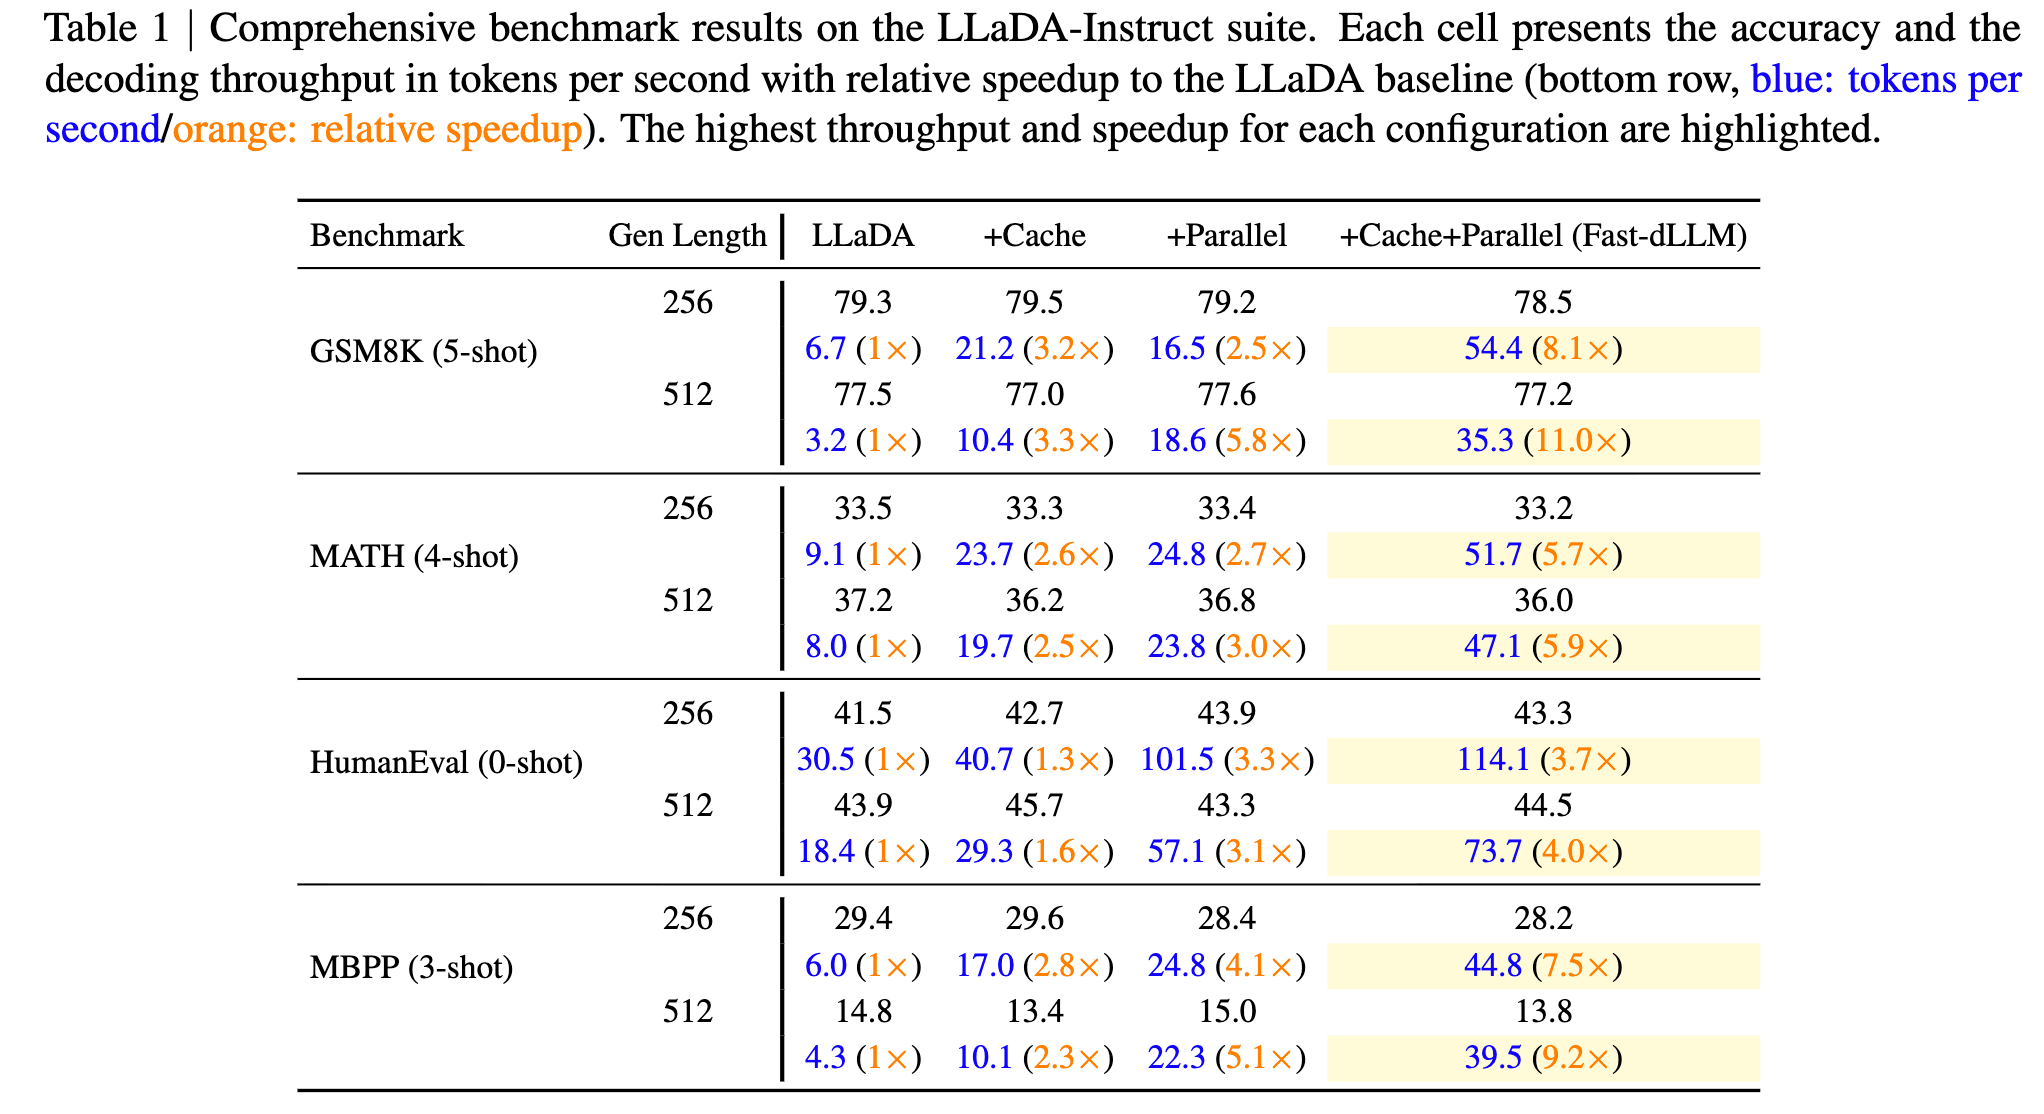 Table 1 | Comprehensive benchmark results on the LLaDA-Instruct suite. Each cell presents the accuracy and the
decoding throughput in tokens per second with relative speedup to the LLaDA baseline (bottom row, blue: tokens per
second/orange: relative speedup). The highest throughput and speedup for each configuration are highlighted.
Benchmark Gen Length LLaDA +Cache +Parallel +Cache+Parallel (Fast-dLLM)
256 79.3 79.5 79.2 78.5
GSM8K (5-shot) 6.7 (1×) 21.2 (3.2×) 16.5 (2.5×) 54.4 (8.1×)
512 77.5 77.0 77.6 77.2
3.2 (1×) 10.4 (3.3×) 18.6 (5.8×) 35.3 (11.0×)
256 33.5 33.3 33.4 33.2
MATH (4-shot) 9.1 (1×) 23.7 (2.6×) 24.8 (2.7×) 51.7 (5.7×)
512 37.2 36.2 36.8 36.0
8.0 (1×) 19.7 (2.5×) 23.8 (3.0×) 47.1 (5.9×)
256 41.5 42.7 43.9 43.3
HumanEval (0-shot) 30.5 (1×) 40.7 (1.3×) 101.5 (3.3×) 114.1 (3.7×)
512 43.9 45.7 43.3 44.5
18.4 (1×) 29.3 (1.6×) 57.1 (3.1×) 73.7 (4.0×)
256 29.4 29.6 28.4 28.2
MBPP (3-shot) 6.0 (1×) 17.0 (2.8×) 24.8 (4.1×) 44.8 (7.5×)
512 14.8 13.4 15.0 13.8
4.3 (1×) 10.1 (2.3×) 22.3 (5.1×) 39.5 (9.2×)